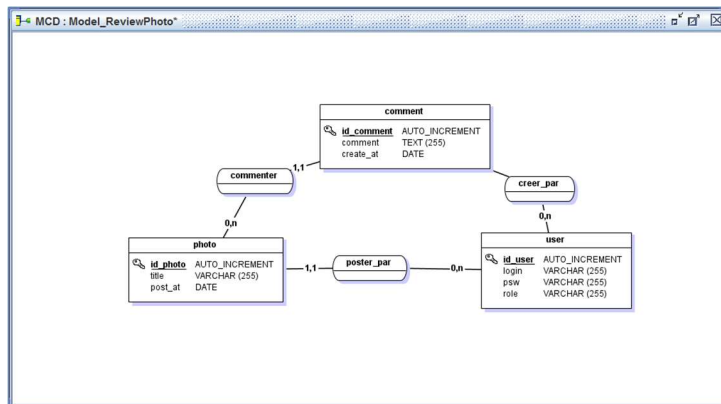 MCD : Model_ReviewPhoto*
comment
id_comment AUTO_INCREMENT
comment TEXT (255)
create_at DATE
1,1
commenter
creer_par
0,n
0,n
photo
id_photo AUTO_INCREMENT
title VARCHAR (255)
post_at DATE
1,1
poster_par
0,n
user
id_user AUTO_INCREMENT
login VARCHAR (255)
psw VARCHAR (255)
role VARCHAR (255)